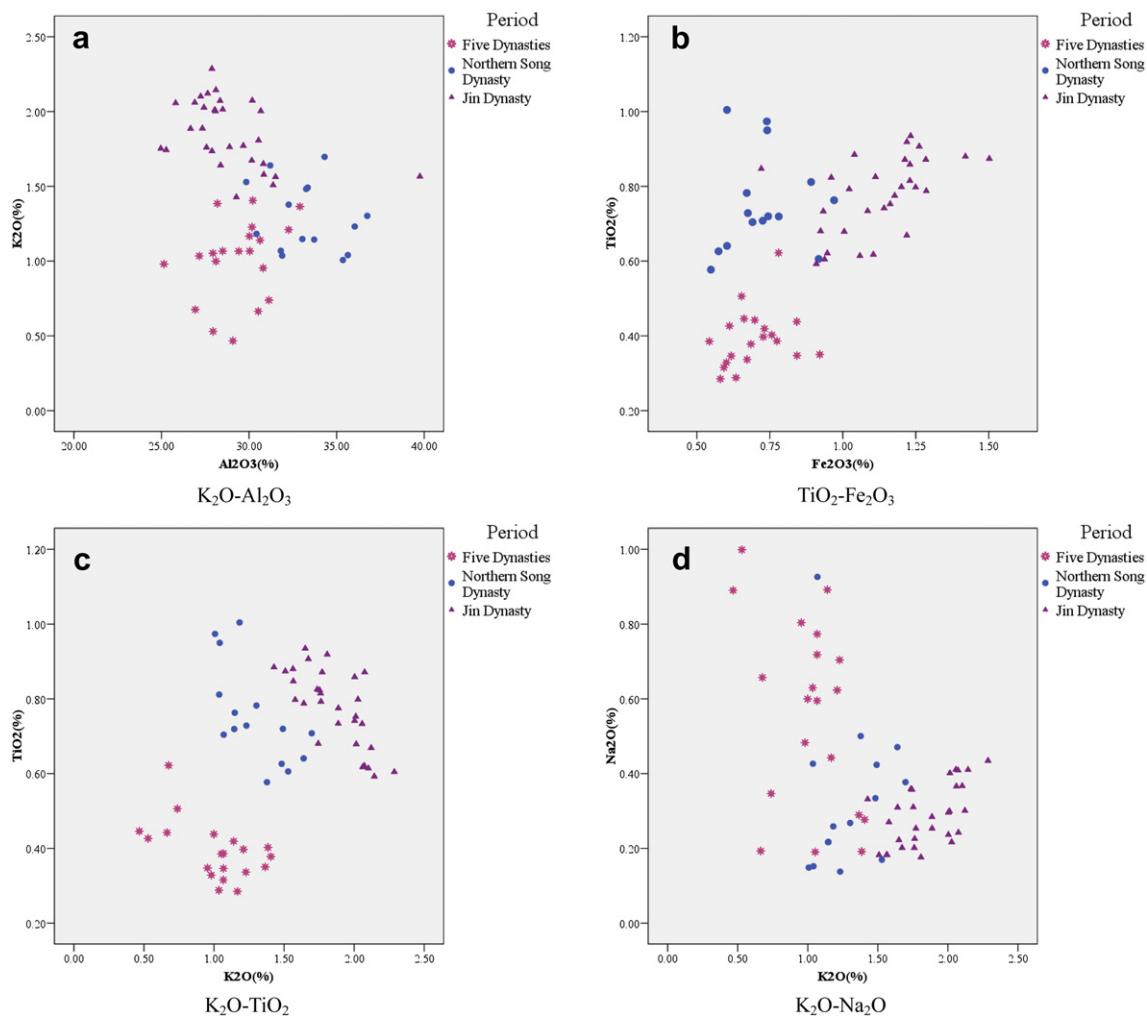 a
Period
Five Dynasties
Northern Song
Dynasty
Jin Dynasty
2.50
2.00
1.50
1.00
0.50
0.00
K2O(%)
20.00 25.00 30.00 35.00 40.00
Al2O3(%)
K₂O-Al₂O₃
b
Period
Five Dynasties
Northern Song
Dynasty
Jin Dynasty
1.20
1.00
0.80
0.60
0.40
0.20
TiO2(%)
0.50 0.75 1.00 1.25 1.50
Fe2O3(%)
TiO₂-Fe₂O₃
c
Period
Five Dynasties
Northern Song
Dynasty
Jin Dynasty
1.20
1.00
0.80
0.60
0.40
0.20
TiO2(%)
0.00 0.50 1.00 1.50 2.00 2.50
K2O(%)
K₂O-TiO₂
d
Period
Five Dynasties
Northern Song
Dynasty
Jin Dynasty
1.00
0.80
0.60
0.40
0.20
0.00
Na2O(%)
0.00 0.50 1.00 1.50 2.00 2.50
K2O(%)
K₂O-Na₂O